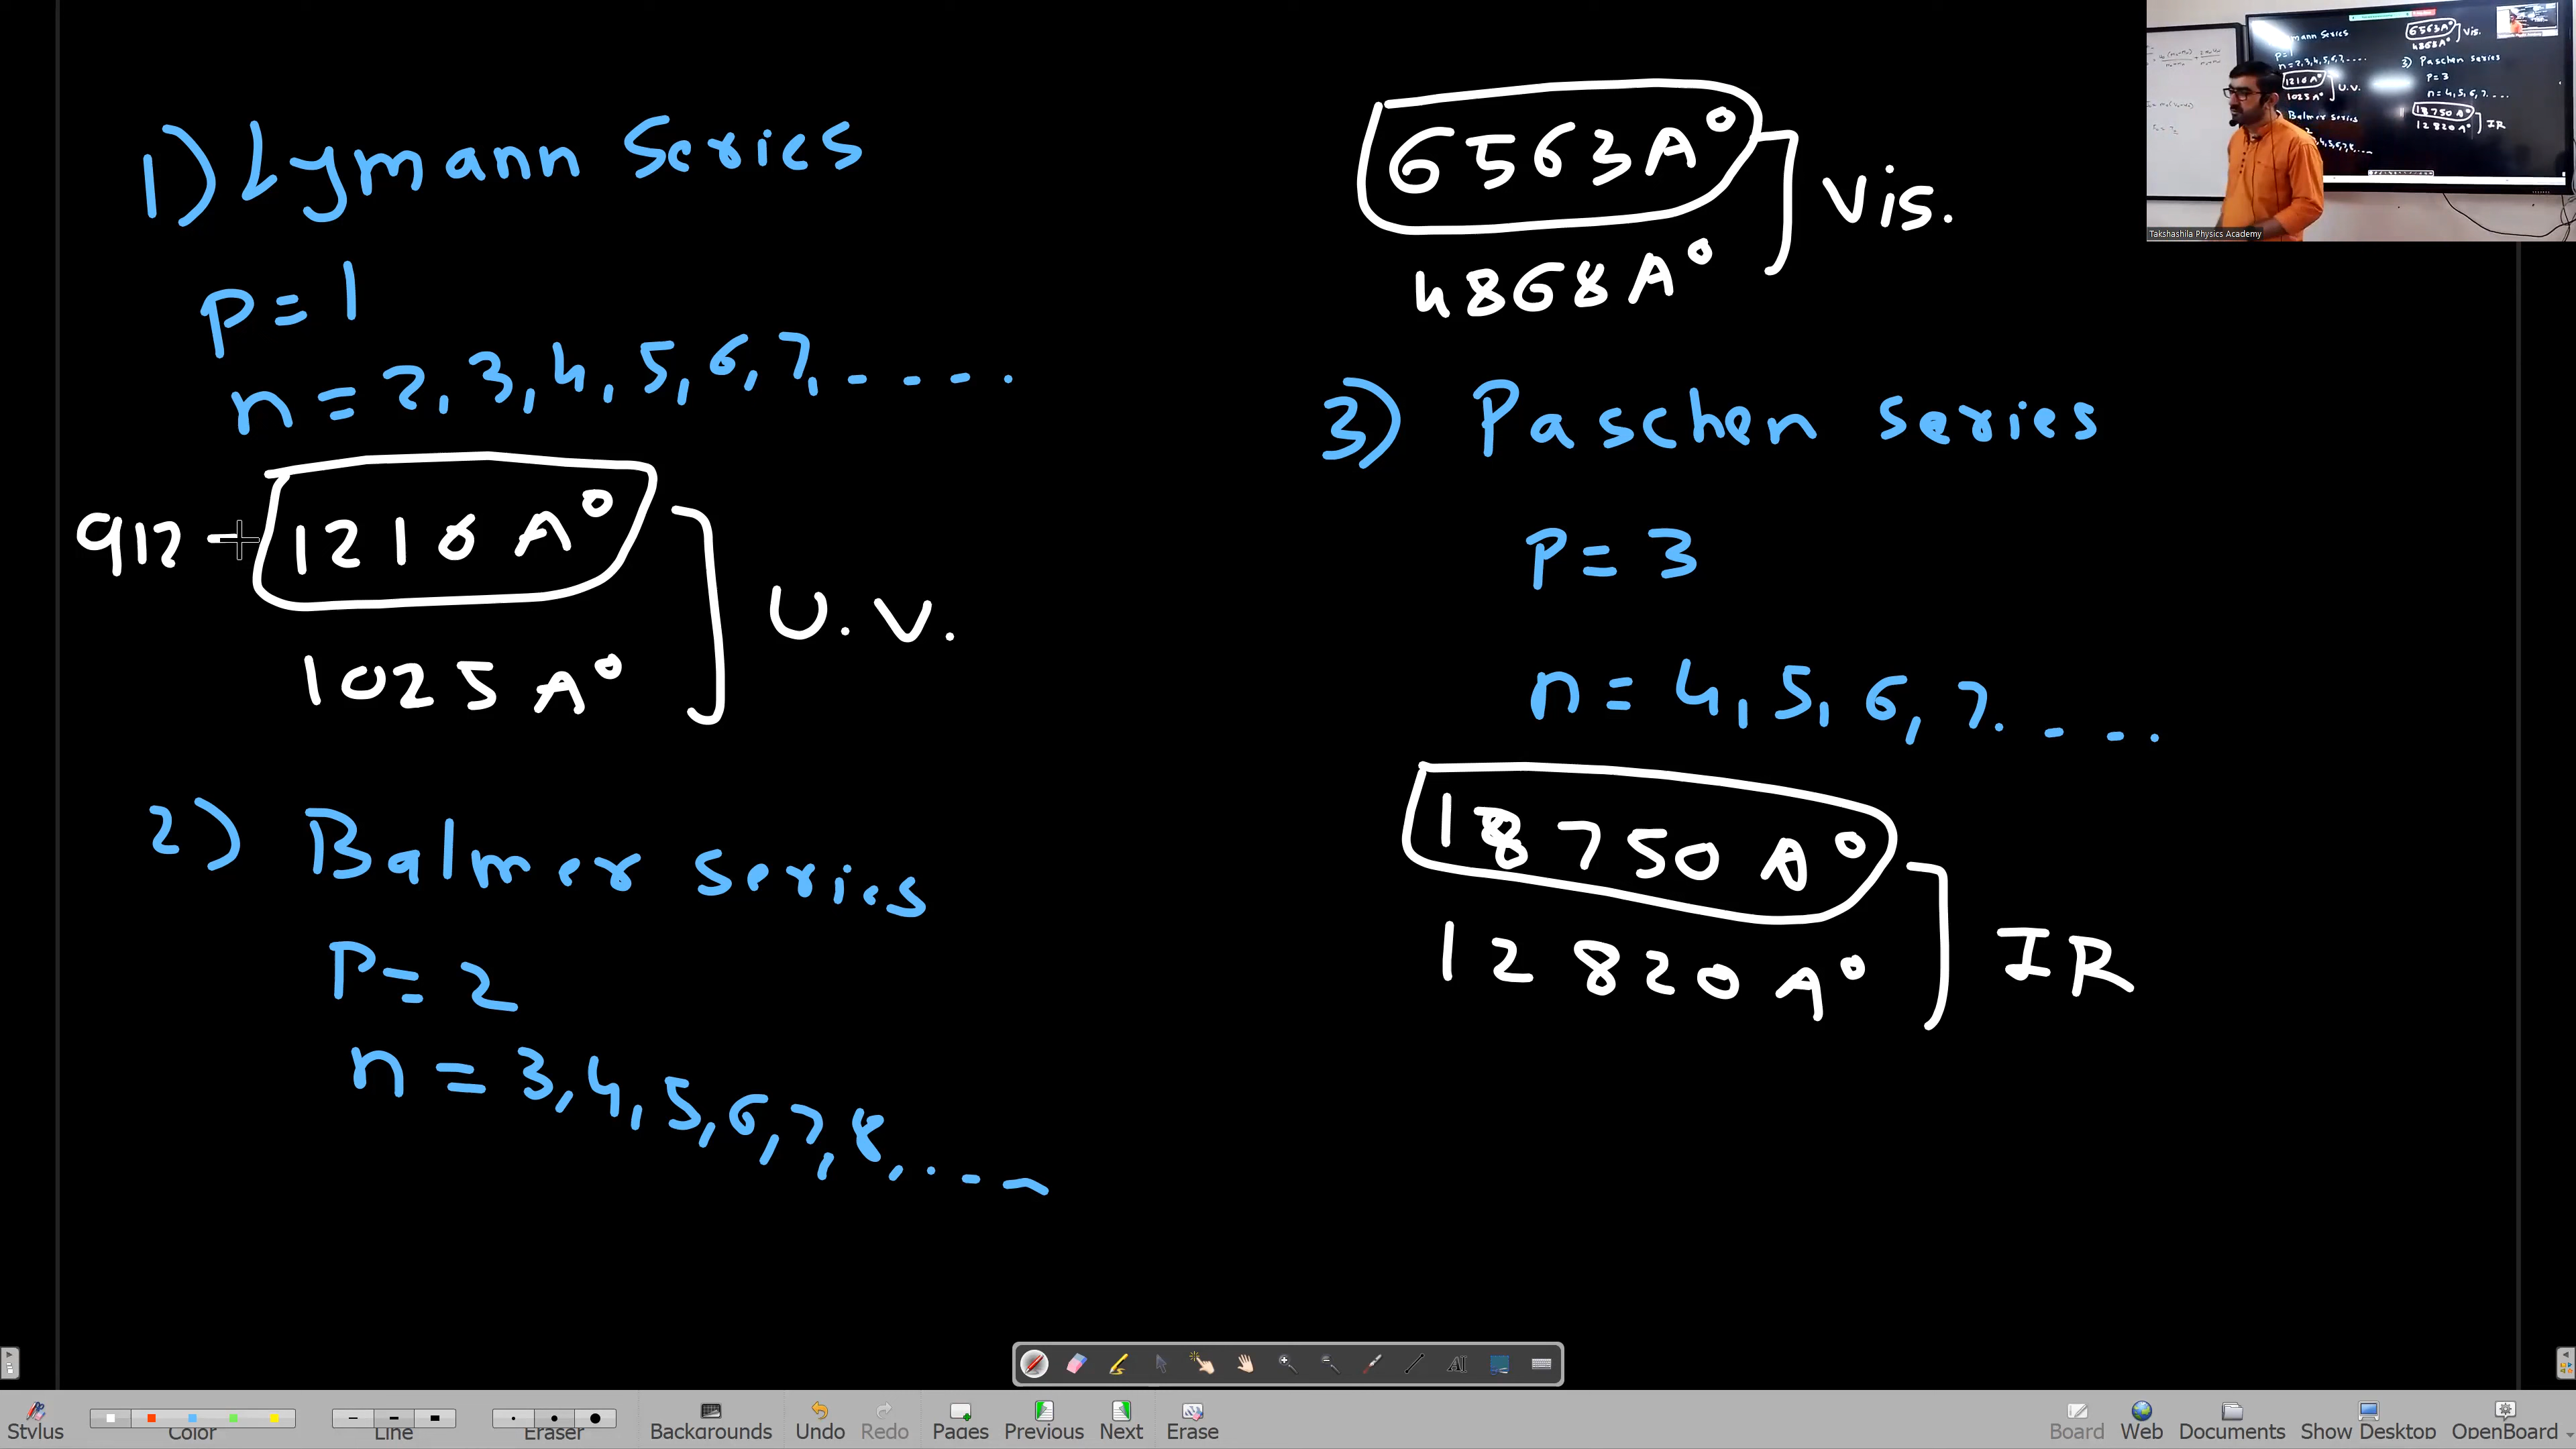 1) Lymann Series
P = 1
n = 2, 3, 4, 5, 6, 7, - - - .
912 - 1216 A°
1025 A°
U. V.
2) Balmer series
P = 2
n = 3, 4, 5, 6, 7, 8, . - -
6563 A°
4868 A°
Vis.
3) Paschen series
P = 3
n = 4, 5, 6, 7. - - .
18750 A°
12820 A°
IR
Takshashila Physics Academy
Stylus
Color
Line
Eraser
Backgrounds
Undo
Redo
Pages
Previous
Next
Erase
Board
Web
Documents
Show Desktop
OpenBoard